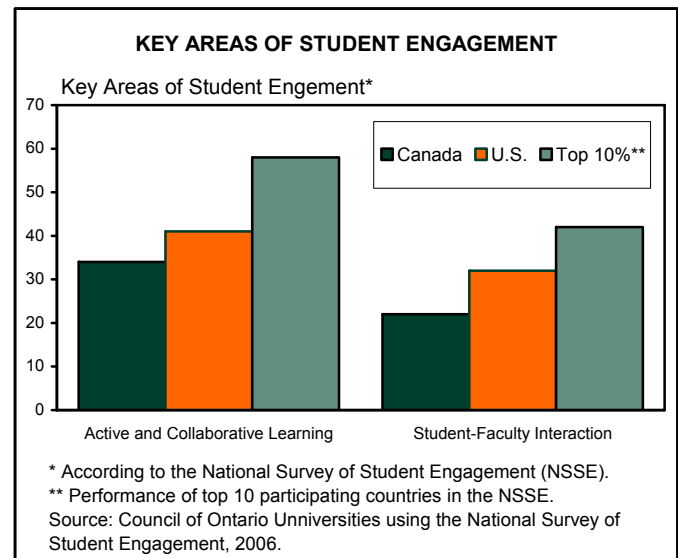 KEY AREAS OF STUDENT ENGAGEMENT
Key Areas of Student Engement*
70
60
50
40
30
20
10
0
Canada U.S. Top 10%**
Active and Collaborative Learning
Student-Faculty Interaction
* According to the National Survey of Student Engagement (NSSE).
** Performance of top 10 participating countries in the NSSE.
Source: Council of Ontario Unniversities using the National Survey of
Student Engagement, 2006.